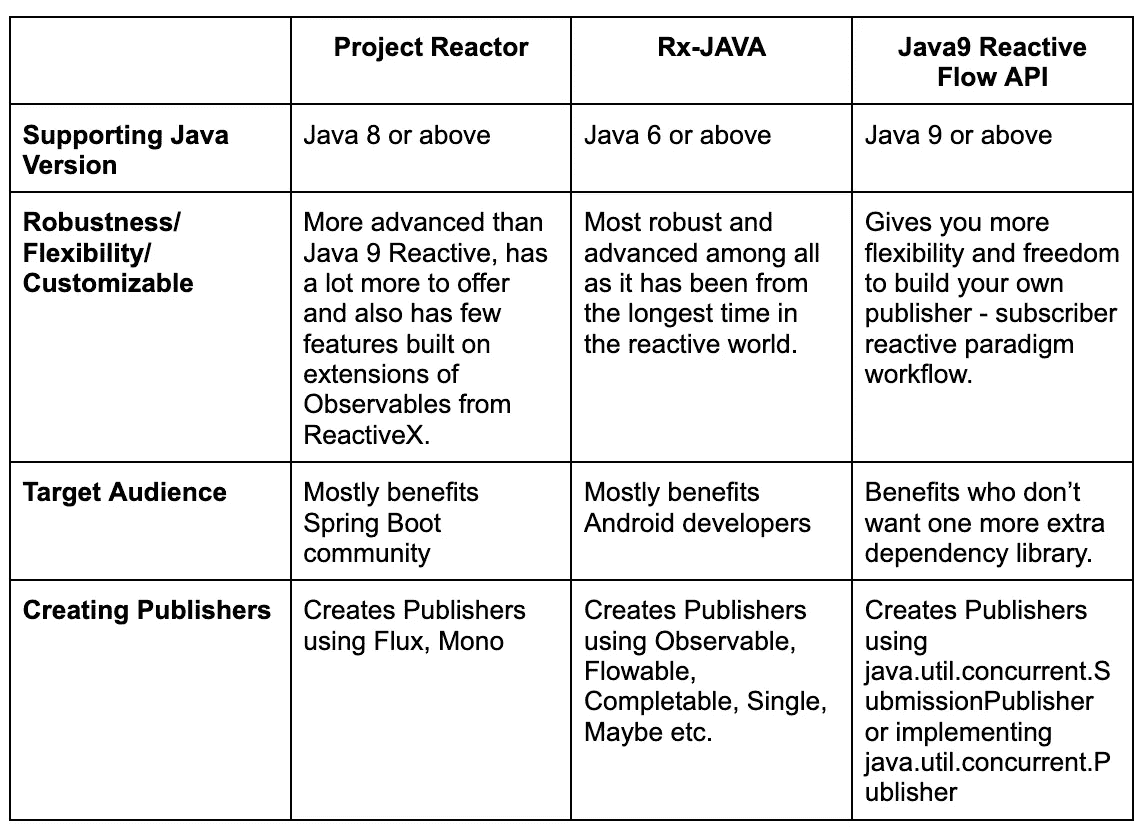 Project Reactor
Rx-JAVA
Java9 Reactive
Flow API
Supporting Java
Version
Java 8 or above
Java 6 or above
Java 9 or above
Robustness/
Flexibility/
Customizable
More advanced than
Java 9 Reactive, has
a lot more to offer
and also has few
features built on
extensions of
Observables from
ReactiveX.
Most robust and
advanced among all
as it has been from
the longest time in
the reactive world.
Gives you more
flexibility and freedom
to build your own
publisher - subscriber
reactive paradigm
workflow.
Target Audience
Mostly benefits
Spring Boot
community
Mostly benefits
Android developers
Benefits who don’t
want one more extra
dependency library.
Creating Publishers
Creates Publishers
using Flux, Mono
Creates Publishers
using Observable,
Flowable,
Completable, Single,
Maybe etc.
Creates Publishers
using
java.util.concurrent.S
ubmissionPublisher
or implementing
java.util.concurrent.P
ublisher